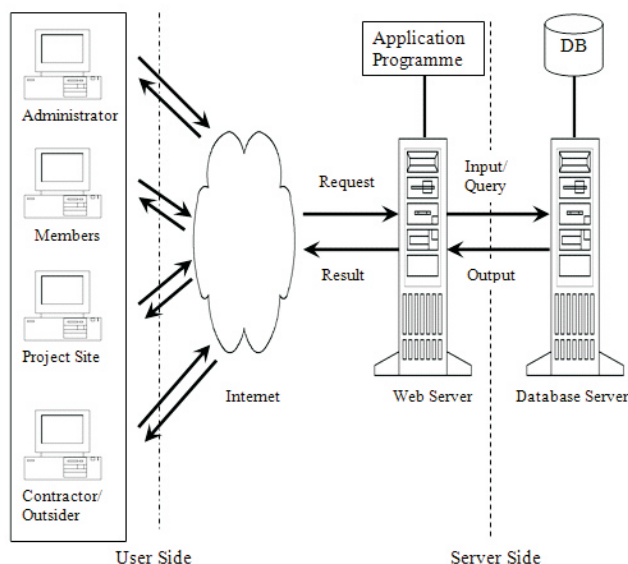 Application
Programme
DB
Administrator
Members
Project Site
Contractor/
Outsider
Request
Result
Input/
Query
Output
Internet
Web Server
Database Server
User Side
Server Side